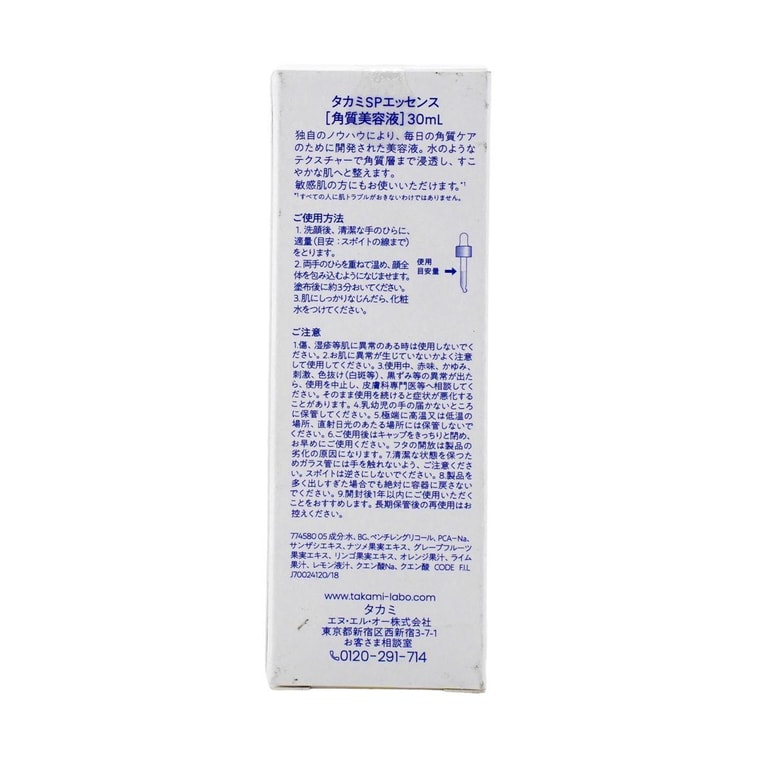 タカミSPエッセンス
[角質美容液] 30mL
独自のノウハウにより、毎日の角質ケア
のために開発された美容液。水のような
テクスチャーで角質層まで浸透し、すこ
やかな肌へと整えます。
敏感肌の方にもお使いいただけます。*1
*1 すべての人に肌トラブルがおきないわけではありません。
ご使用方法
1. 洗顔後、清潔な手のひらに、
適量(目安:スポイトの線まで)
をとります。
2. 両手のひらを重ねて温め、顔全
体を包み込むようになじませます。
塗布後に約3分おいてください。
3. 肌にしっかりなじんだら、化粧
水をつけてください。
使用
目安量
ご注意
1.傷、湿疹等肌に異常のある時は使用しないでく
ださい。2.お肌に異常が生じていないかよく注意
して使用してください。3.使用中、赤味、かゆみ、
刺激、色抜け(白斑等)、黒ずみ等の異常が出た
ら、使用を中止し、皮膚科専門医等へ相談してく
ださい。そのまま使用を続けると症状が悪化する
ことがあります。4.乳幼児の手の届かないところ
に保管してください。5.極端に高温又は低温の
場所、直射日光のあたる場所には保管しないで
ください。6.ご使用後はキャップをきっちりと閉め、
お早めにご使用ください。フタの開放は製品の
劣化の原因になります。7.清潔な状態を保つた
めガラス管には手を触れないよう、ご注意くださ
い。スポイトは逆さにしないでください。8.製品を
多く出しすぎた場合でも絶対に容器に戻さない
でください。9.開封後1年以内にご使用いただく
ことをおすすめします。長期保管後の再使用はお
控えください。
774580 05 成分:水、BG、ペンチレングリコール、PCA-Na、
サンザシエキス、ナツメ果実エキス、グレープフルーツ
果実エキス、リンゴ果実エキス、オレンジ果汁、ライム
果汁、レモン液汁、クエン酸Na、クエン酸 CODE F.I.L
J70024120/18
www.takami-labo.com
タカミ
エヌ・エル・オー株式会社
東京都新宿区西新宿3-7-1
お客さま相談室
0120-291-714